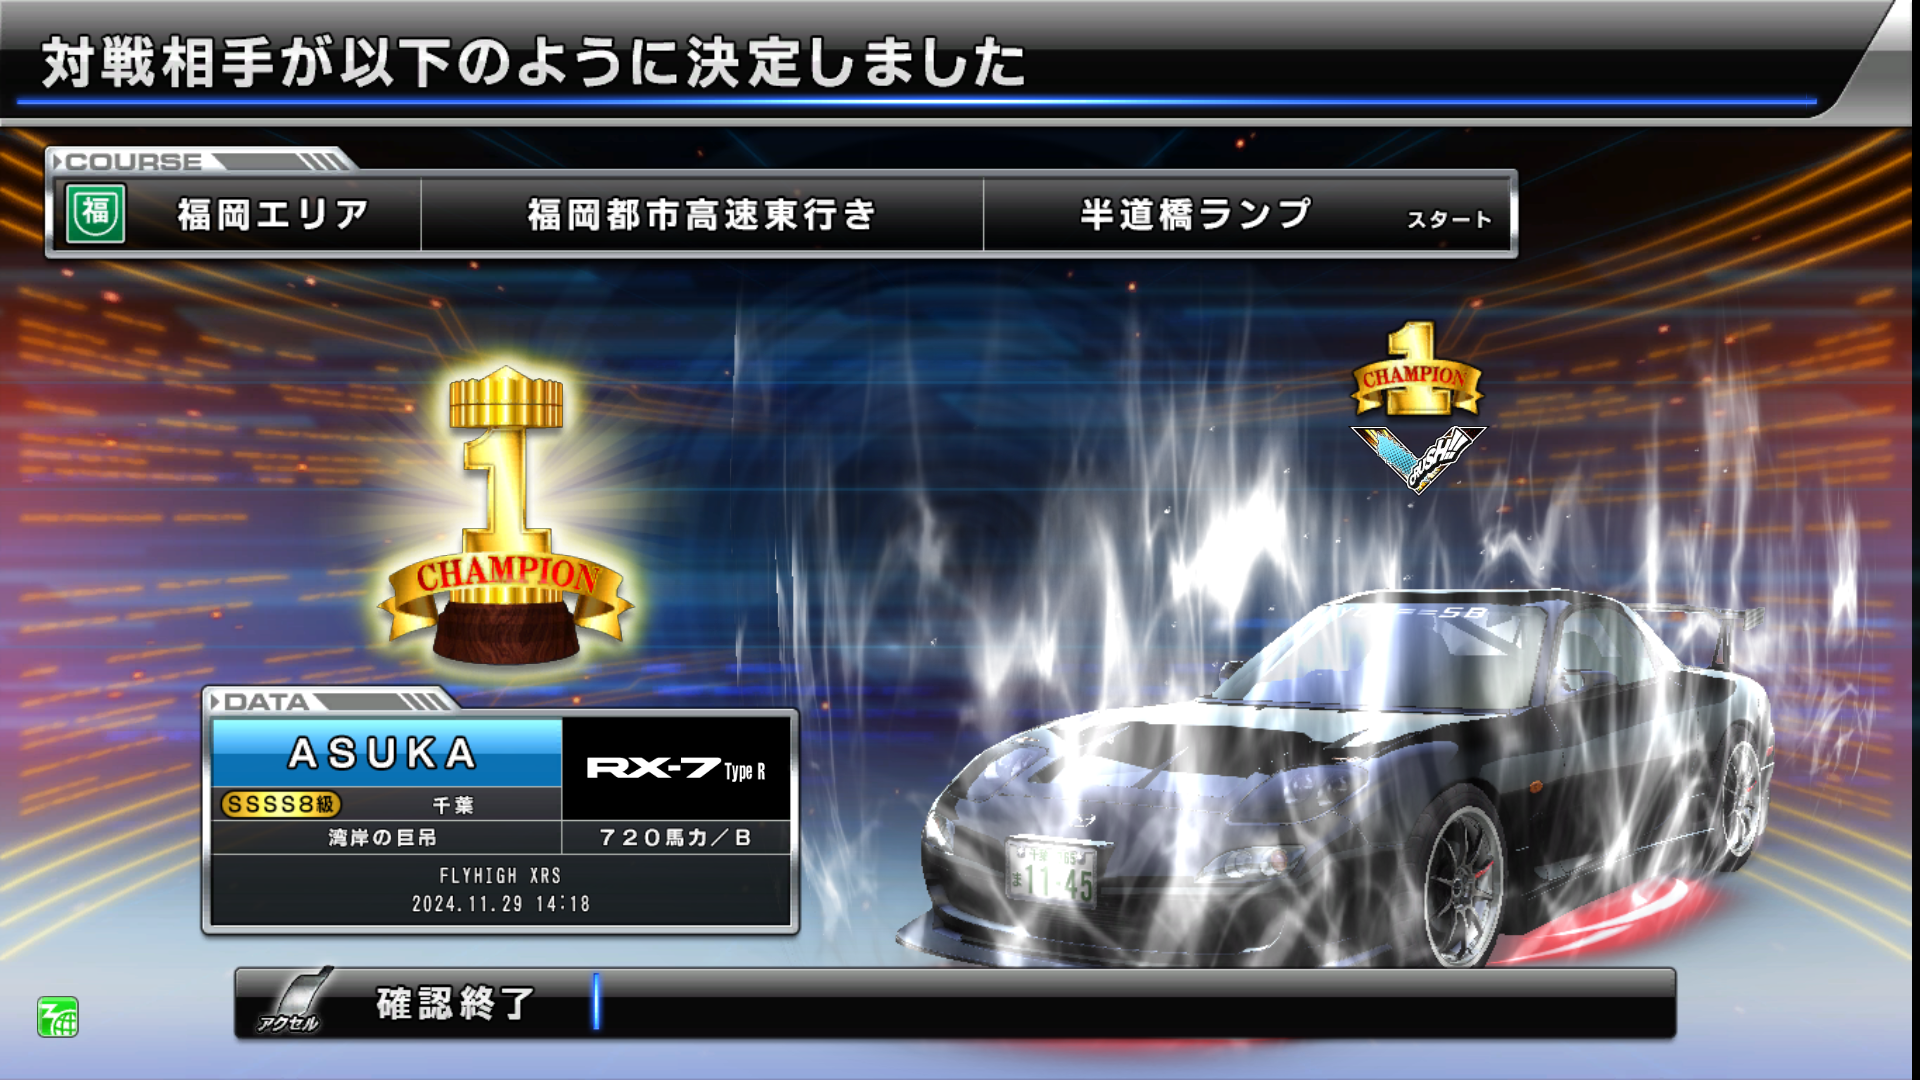 対戦相手が以下のように決定しました
COURSE
福 福岡エリア 福岡都市高速東行き 半道橋ランプ スタート
1
CHAMPION
CRUSH!!
1
CHAMPION
DATA
ASUKA
RX-7 Type R
SSSS8級 千葉
湾岸の巨吊 720馬力/B
FLYHIGH XRS
2024.11.29 14:18
ま 11-45
アクセル 確認終了